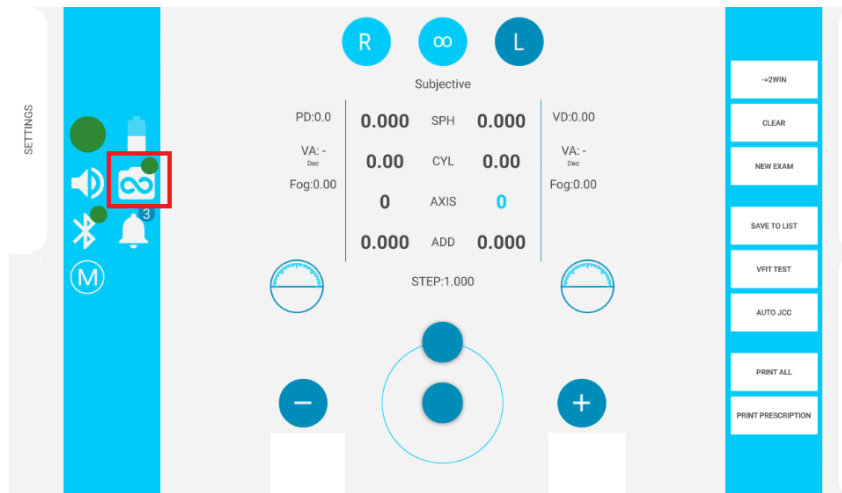 SETTINGS
3
M
R ∞ L
Subjective
PD:0.0 0.000 SPH 0.000 VD:0.00
VA: - 0.00 CYL 0.00 VA: -
Dec Dec
Fog:0.00 0 AXIS 0 Fog:0.00
0.000 ADD 0.000
STEP:1.000
− +
->2WIN
CLEAR
NEW EXAM
SAVE TO LIST
VFIT TEST
AUTO JCC
PRINT ALL
PRINT PRESCRIPTION